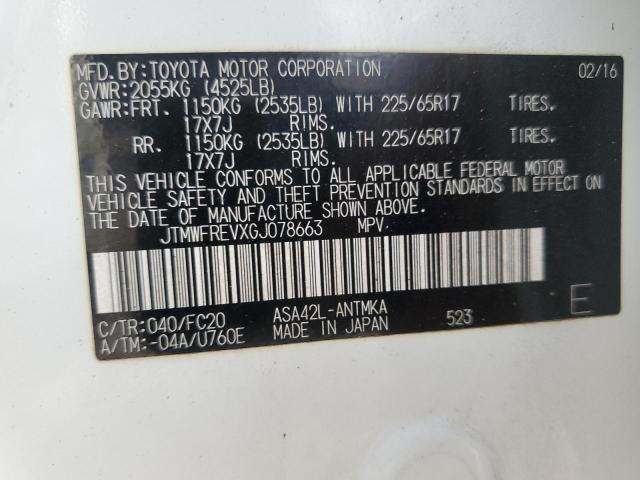 MFD.BY:TOYOTA MOTOR CORPORATION 02/16
GVWR:2055KG (4525LB)
GAWR:FRT. 1150KG (2535LB) WITH 225/65R17 TIRES.
17X7J RIMS.
RR. 1150KG (2535LB) WITH 225/65R17 TIRES.
17X7J RIMS.
THIS VEHICLE CONFORMS TO ALL APPLICABLE FEDERAL MOTOR
VEHICLE SAFETY AND THEFT PREVENTION STANDARDS IN EFFECT ON
THE DATE OF MANUFACTURE SHOWN ABOVE.
JTMWFREVXGJ078663 MPV
C/TR:040/FC20 ASA42L-ANTMKA 523 E
A/TM:-04A/U760E MADE IN JAPAN